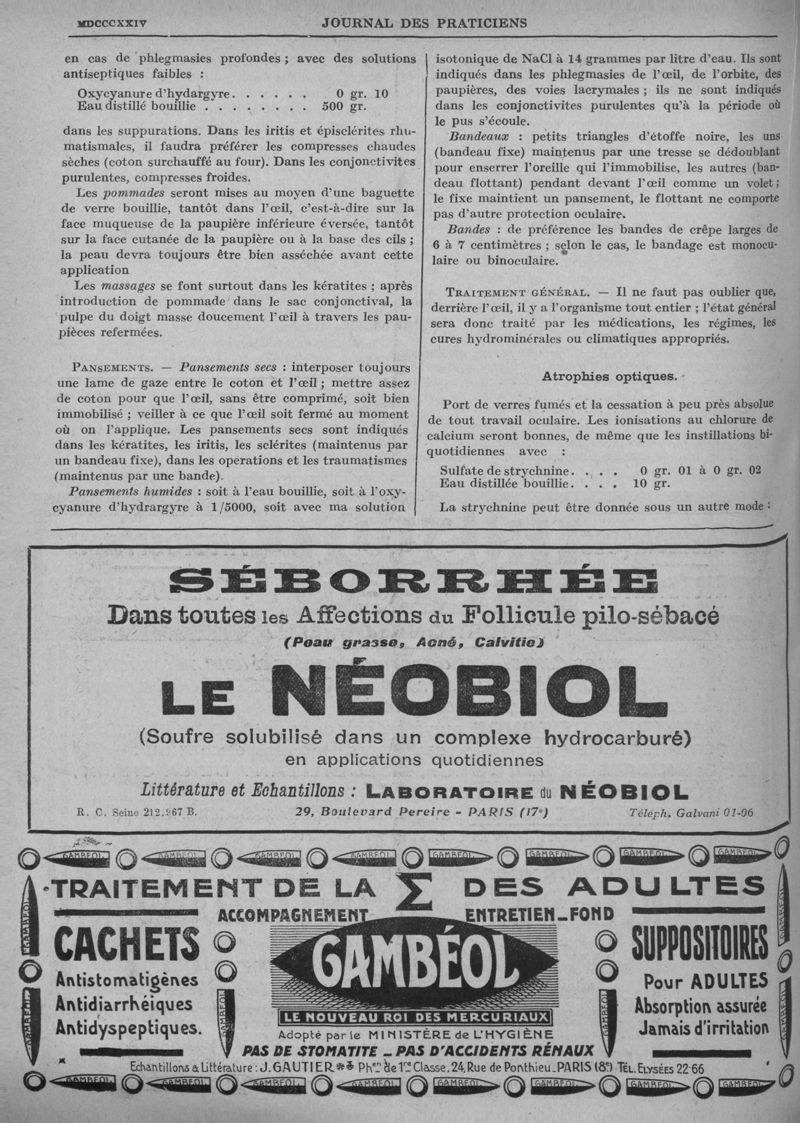 MDCCCXXIV
JOURNAL DES PRATICIENS
en cas de phlegmasies profondes ; avec des solutions
antiseptiques faibles :
Oxycyanure d'hydargyre. . . . . . 0 gr. 10
Eau distillé bouillie . . . . . . . . 500 gr.
dans les suppurations. Dans les iritis et épisclérites rhu-
matismales, il faudra préférer les compresses chaudes
sèches (coton surchauffé au four). Dans les conjonctivites
purulentes, compresses froides.
Les pommades seront mises au moyen d'une baguette
de verre bouillie, tantôt dans l'œil, c'est-à-dire sur la
face muqueuse de la paupière inférieure éversée, tantôt
sur la face cutanée de la paupière ou à la base des cils ;
la peau devra toujours être bien asséchée avant cette
application
Les massages se font surtout dans les kératites ; après
introduction de pommade dans le sac conjonctival, la
pulpe du doigt masse doucement l'œil à travers les pau-
pières refermées.
PANSEMENTS. — Pansements secs : interposer toujours
une lame de gaze entre le coton et l'œil ; mettre assez
de coton pour que l'œil, sans être comprimé, soit bien
immobilisé ; veiller à ce que l'œil soit fermé au moment
où on l'applique. Les pansements secs sont indiqués
dans les kératites, les iritis, les sclérites (maintenus par
un bandeau fixe), dans les operations et les traumatismes
(maintenus par une bande).
Pansements humides : soit à l'eau bouillie, soit à l'oxy-
cyanure d'hydrargyre à 1/5000, soit avec ma solution
isotonique de NaCl à 14 grammes par litre d'eau. Ils sont
indiqués dans les phlegmasies de l'œil, de l'orbite, des
paupières, des voies lacrymales ; ils ne sont indiqués
dans les conjonctivites purulentes qu'à la période où
le pus s'écoule.
Bandeaux : petits triangles d'étoffe noire, les uns
(bandeau fixe) maintenus par une tresse se dédoublant
pour enserrer l'oreille qui l'immobilise, les autres (ban-
deau flottant) pendant devant l'œil comme un volet ;
le fixe maintient un pansement, le flottant ne comporte
pas d'autre protection oculaire.
Bandes : de préférence les bandes de crêpe larges de
6 à 7 centimètres ; selon le cas, le bandage est monocu-
laire ou binoculaire.
TRAITEMENT GÉNÉRAL. — Il ne faut pas oublier que,
derrière l'œil, il y a l'organisme tout entier ; l'état général
sera donc traité par les médications, les régimes, les
cures hydrominérales ou climatiques appropriés.
Atrophies optiques.
Port de verres fumés et la cessation à peu près absolue
de tout travail oculaire. Les ionisations au chlorure de
calcium seront bonnes, de même que les instillations bi-
quotidiennes avec :
Sulfate de strychnine. . . . 0 gr. 01 à 0 gr. 02
Eau distillée bouillie. . . . 10 gr.
La strychnine peut être donnée sous un autre mode :
SÉBORRHÉE
Dans toutes les Affections du Follicule pilo-sébacé
(Peau grasse, Acné, Calvitie)
LE NÉOBIOL
(Soufre solubilisé dans un complexe hydrocarburé)
en applications quotidiennes
Littérature et Echantillons : LABORATOIRE du NÉOBIOL
R. C. Seine 212.267 B. 29, Boulevard Pereire - PARIS (17e) Téleph. Galvani 01-06
GAMBÉOL GAMBÉOL GAMBÉOL GAMBÉOL GAMBÉOL GAMBÉOL GAMBÉOL GAMBÉOL
TRAITEMENT DE LA Σ DES ADULTES
ACCOMPAGNEMENT ENTRETIEN_FOND
CACHETS
Antistomatigènes
Antidiarrhéiques
Antidyspeptiques.
GAMBÉOL
LE NOUVEAU ROI DES MERCURIAUX
Adopté par le MINISTÈRE de L'HYGIÈNE
SUPPOSITOIRES
Pour ADULTES
Absorption assurée
Jamais d'irritation
GAMBÉOL GAMBÉOL GAMBÉOL GAMBÉOL
PAS DE STOMATITE _ PAS D'ACCIDENTS RÉNAUX
Echantillons & Littérature : J. GAUTIER Phen de 1re Classe, 24, Rue de Ponthieu_PARIS (8e) TÉL. ELYSÉES 22-66
GAMBÉOL GAMBÉOL GAMBÉOL GAMBÉOL GAMBÉOL GAMBÉOL GAMBÉOL GAMBÉOL